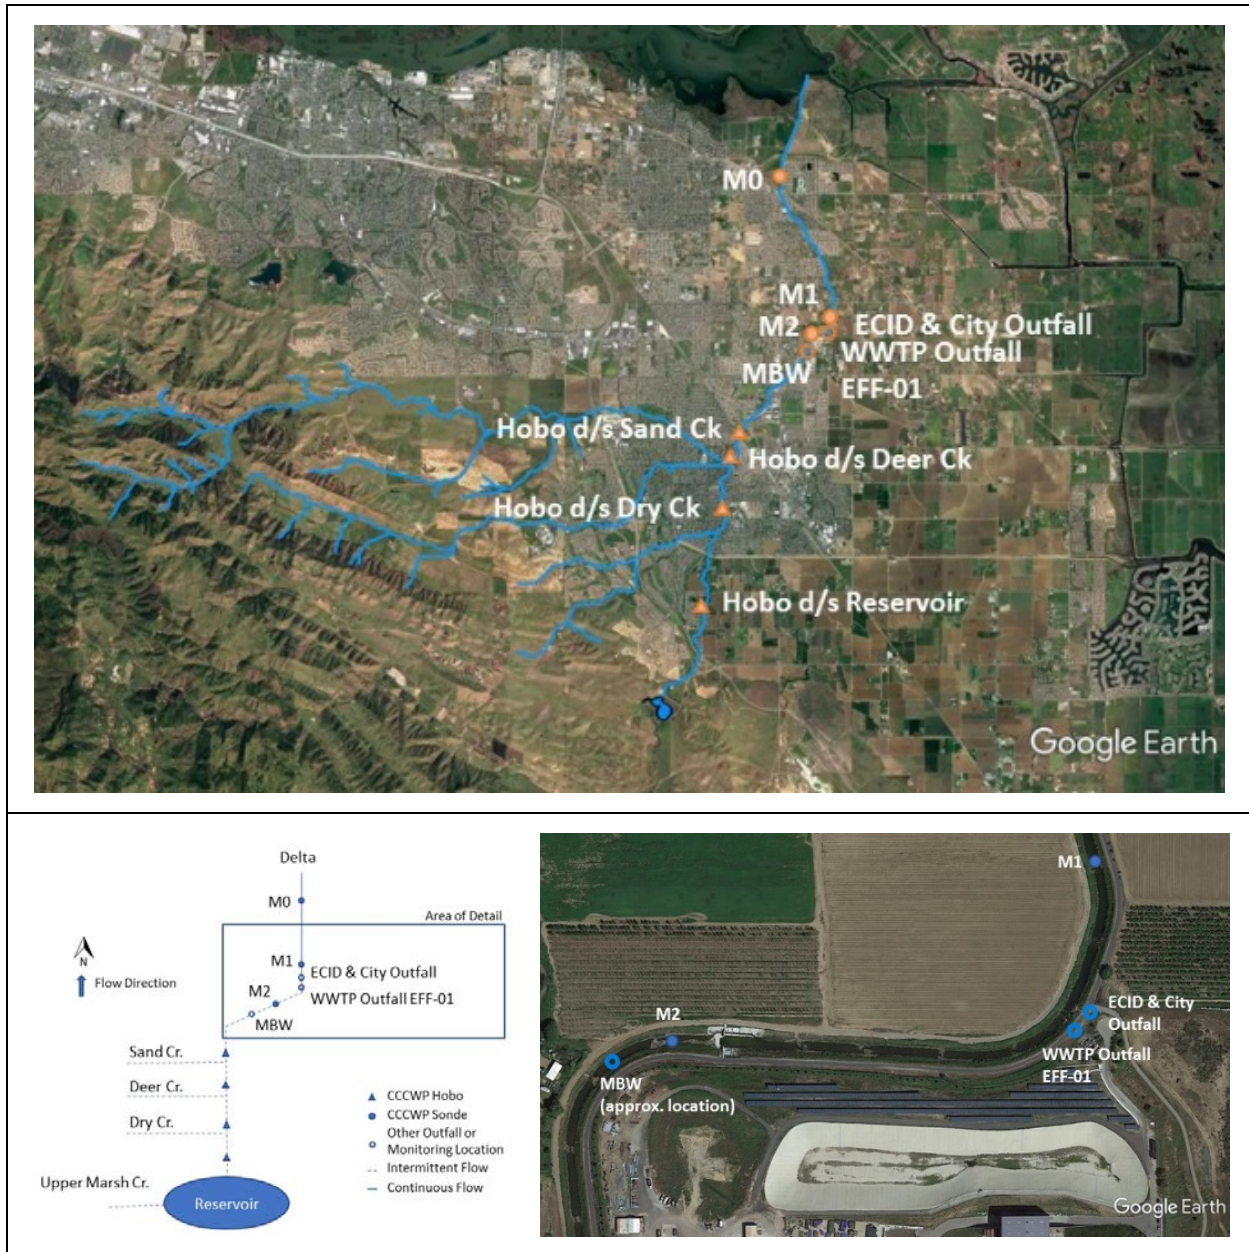 M0
M1
M2
ECID & City Outfall
WWTP Outfall
MBW
EFF-01
Hobo d/s Sand Ck
Hobo d/s Deer Ck
Hobo d/s Dry Ck
Hobo d/s Reservoir
Google Earth
Delta
M0
Area of Detail
N
Flow Direction
M1
ECID & City Outfall
M2
WWTP Outfall EFF-01
MBW
Sand Cr.
Deer Cr.
Dry Cr.
Upper Marsh Cr.
Reservoir
CCCWP Hobo
CCCWP Sonde
Other Outfall or
Monitoring Location
Intermittent Flow
Continuous Flow
M1
M2
ECID & City
Outfall
WWTP Outfall
EFF-01
MBW
(approx. location)
Google Earth